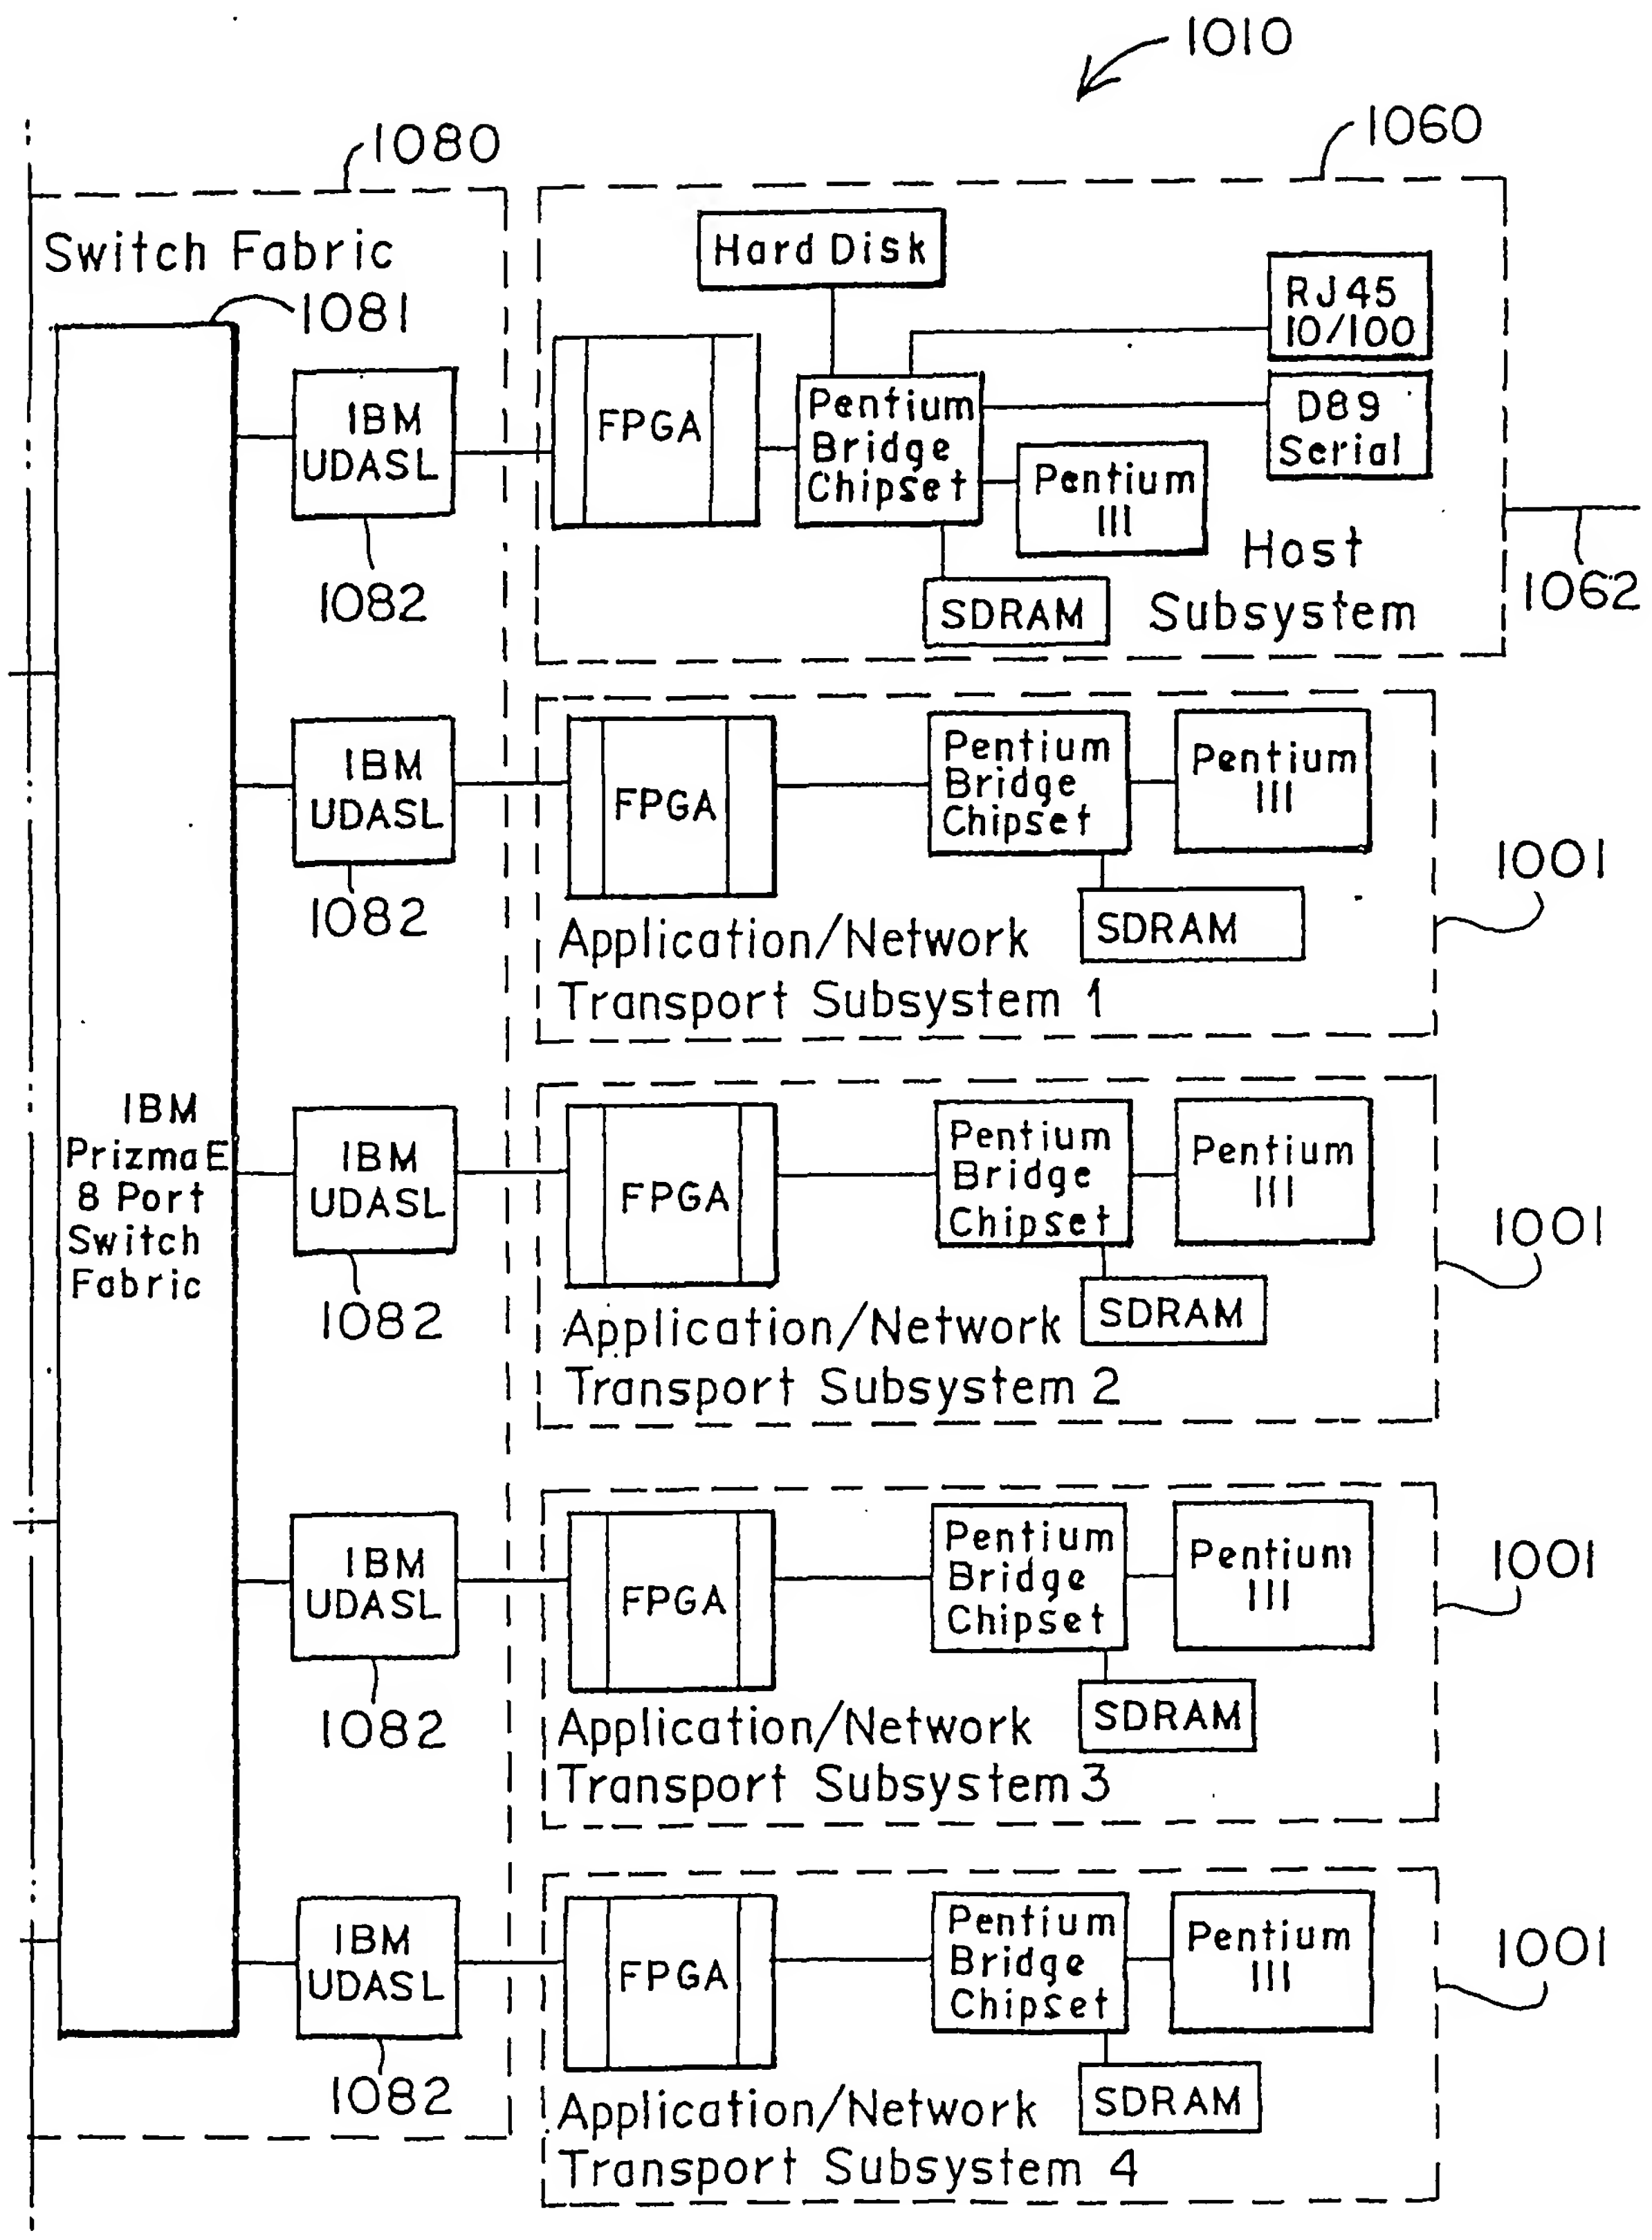 1010
1080
1060
Switch Fabric
1081
Hard Disk
RJ45
10/100
IBM
UDASL
FPGA
Pentium
Bridge
Chipset
D89
Serial
Pentium
III
1082
SDRAM
Host
Subsystem
1062
IBM
UDASL
1082
FPGA
Pentium
Bridge
Chipset
Pentium
III
SDRAM
1001
Application/Network
Transport Subsystem 1
IBM
PrizmaE
8 Port
Switch
Fabric
IBM
UDASL
1082
FPGA
Pentium
Bridge
Chipset
Pentium
III
SDRAM
1001
Application/Network
Transport Subsystem 2
IBM
UDASL
1082
FPGA
Pentium
Bridge
Chipset
Pentium
III
SDRAM
1001
Application/Network
Transport Subsystem 3
IBM
UDASL
1082
FPGA
Pentium
Bridge
Chipset
Pentium
III
SDRAM
1001
Application/Network
Transport Subsystem 4